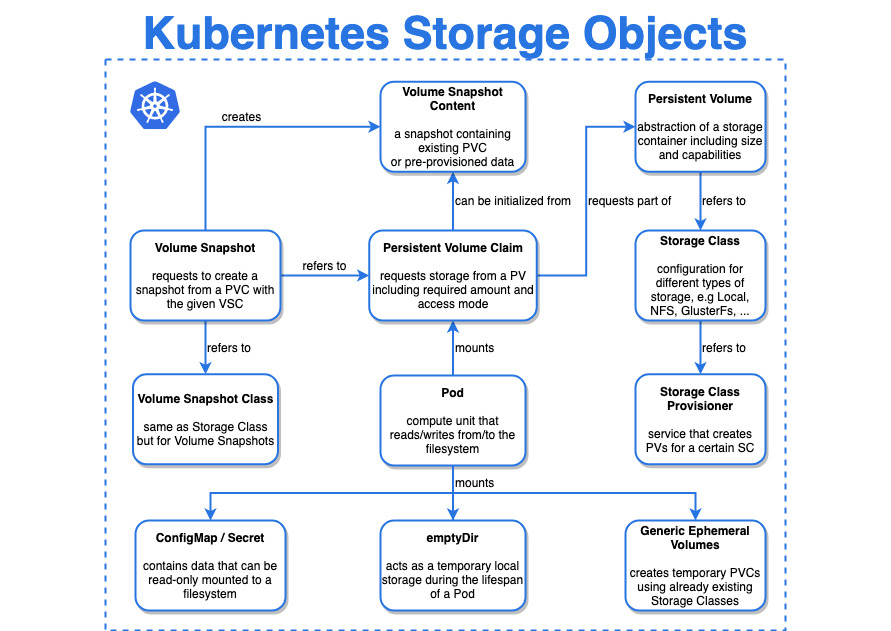 Kubernetes Storage Objects
Volume Snapshot
Content
a snapshot containing
existing PVC
or pre-provisioned data
Persistent Volume
abstraction of a storage
container including size
and capabilities
creates
can be initialized from
requests part of
refers to
Volume Snapshot
requests to create a
snapshot from a PVC with
the given VSC
refers to
Persistent Volume Claim
requests storage from a PV
including required amount and
access mode
Storage Class
configuration for
different types of
storage, e.g Local,
NFS, GlusterFs, ...
refers to
mounts
refers to
Volume Snapshot Class
same as Storage Class
but for Volume Snapshots
Pod
compute unit that
reads/writes from/to the
filesystem
Storage Class
Provisioner
service that creates
PVs for a certain SC
mounts
ConfigMap / Secret
contains data that can be
read-only mounted to a
filesystem
emptyDir
acts as a temporary local
storage during the lifespan
of a Pod
Generic Ephemeral
Volumes
creates temporary PVCs
using already existing
Storage Classes